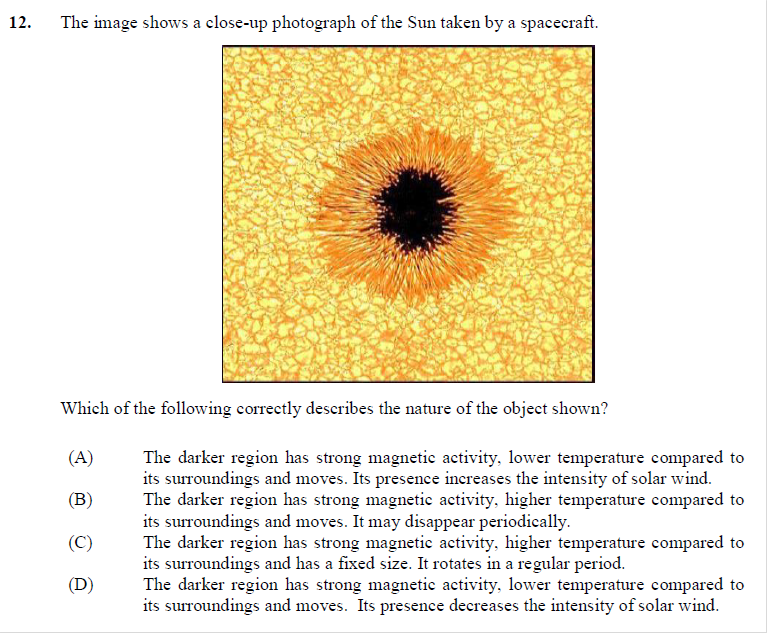 12. The image shows a close-up photograph of the Sun taken by a spacecraft.
Which of the following correctly describes the nature of the object shown?
(A) The darker region has strong magnetic activity, lower temperature compared to
its surroundings and moves. Its presence increases the intensity of solar wind.
(B) The darker region has strong magnetic activity, higher temperature compared to
its surroundings and moves. It may disappear periodically.
(C) The darker region has strong magnetic activity, higher temperature compared to
its surroundings and has a fixed size. It rotates in a regular period.
(D) The darker region has strong magnetic activity, lower temperature compared to
its surroundings and moves. Its presence decreases the intensity of solar wind.